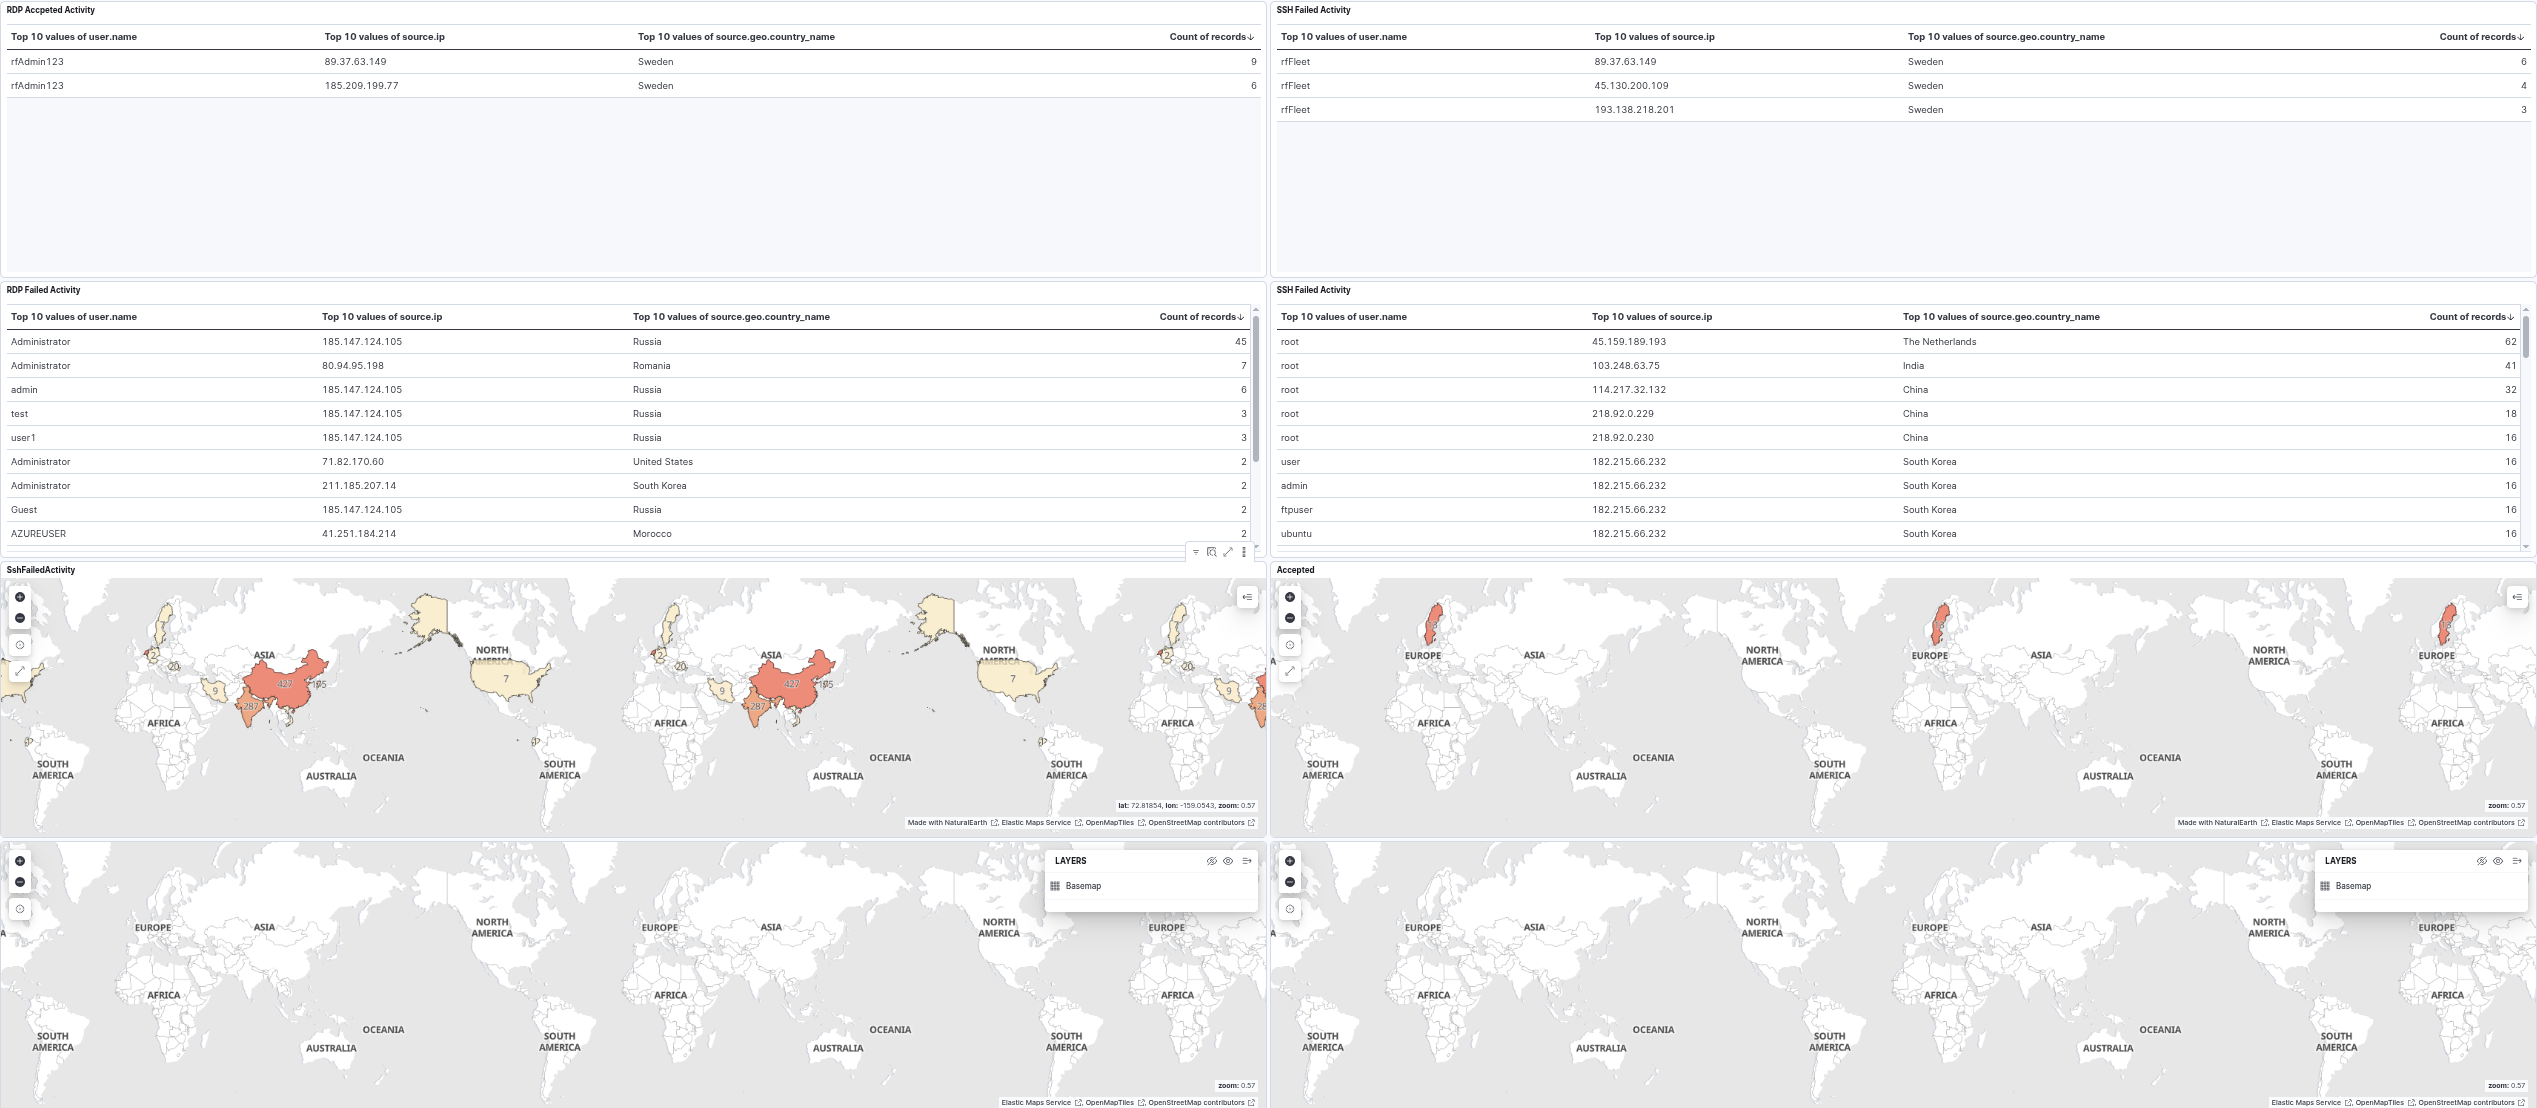 RDP Accpeted Activity
Top 10 values of user.name Top 10 values of source.ip Top 10 values of source.geo.country_name Count of records↓
rfAdmin123 89.37.63.149 Sweden 9
rfAdmin123 185.209.199.77 Sweden 6
SSH Failed Activity
Top 10 values of user.name Top 10 values of source.ip Top 10 values of source.geo.country_name Count of records↓
rfFleet 89.37.63.149 Sweden 6
rfFleet 45.130.200.109 Sweden 4
rfFleet 193.138.218.201 Sweden 3
RDP Failed Activity
Top 10 values of user.name Top 10 values of source.ip Top 10 values of source.geo.country_name Count of records↓
Administrator 185.147.124.105 Russia 45
Administrator 80.94.95.198 Romania 7
admin 185.147.124.105 Russia 6
test 185.147.124.105 Russia 3
user1 185.147.124.105 Russia 3
Administrator 71.82.170.60 United States 2
Administrator 211.185.207.14 South Korea 2
Guest 185.147.124.105 Russia 2
AZUREUSER 41.251.184.214 Morocco 2
SSH Failed Activity
Top 10 values of user.name Top 10 values of source.ip Top 10 values of source.geo.country_name Count of records↓
root 45.159.189.193 The Netherlands 62
root 103.248.63.75 India 41
root 114.217.32.132 China 32
root 218.92.0.229 China 18
root 218.92.0.230 China 16
user 182.215.66.232 South Korea 16
admin 182.215.66.232 South Korea 16
ftpuser 182.215.66.232 South Korea 16
ubuntu 182.215.66.232 South Korea 16
SshFailedActivity
ASIA NORTH AMERICA ASIA NORTH AMERICA
2 20 427 7 2 20 427 7 2 20
9 287 9 287 9 28
AFRICA AFRICA AFRICA
OCEANIA OCEANIA
SOUTH AMERICA AUSTRALIA SOUTH AMERICA AUSTRALIA SOUTH AMERICA
lat: 72.81854, lon: -159.0543, zoom: 0.57
Made with NaturalEarth, Elastic Maps Service, OpenMapTiles, OpenStreetMap contributors
Accepted
EUROPE ASIA NORTH AMERICA EUROPE ASIA NORTH AMERICA EUROPE
AFRICA AFRICA AFRICA
OCEANIA OCEANIA
SOUTH AMERICA AUSTRALIA SOUTH AMERICA AUSTRALIA SOUTH AMERICA
zoom: 0.57
Made with NaturalEarth, Elastic Maps Service, OpenMapTiles, OpenStreetMap contributors
LAYERS
Basemap
EUROPE ASIA NORTH AMERICA EUROPE ASIA NORTH AMERICA EUROPE
AFRICA AFRICA AFRICA
OCEANIA OCEANIA
SOUTH AMERICA AUSTRALIA SOUTH AMERICA AUSTRALIA SOUTH AMERICA
zoom: 0.57
Elastic Maps Service, OpenMapTiles, OpenStreetMap contributors
LAYERS
Basemap
EUROPE ASIA NORTH AMERICA EUROPE ASIA NORTH AMERICA EUROPE
AFRICA AFRICA AFRICA
OCEANIA OCEANIA
SOUTH AMERICA AUSTRALIA SOUTH AMERICA AUSTRALIA SOUTH AMERICA
zoom: 0.57
Elastic Maps Service, OpenMapTiles, OpenStreetMap contributors